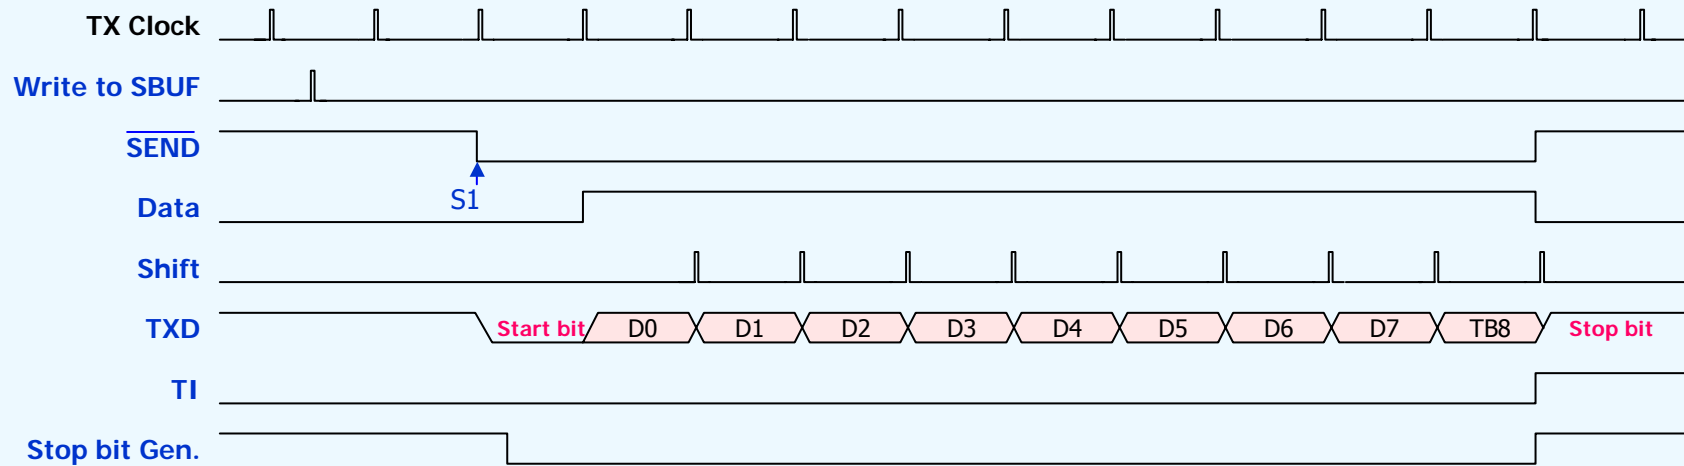 TX Clock
Write to SBUF
SEND
S1
Data
Shift
TXD Start bit D0 D1 D2 D3 D4 D5 D6 D7 TB8 Stop bit
TI
Stop bit Gen.